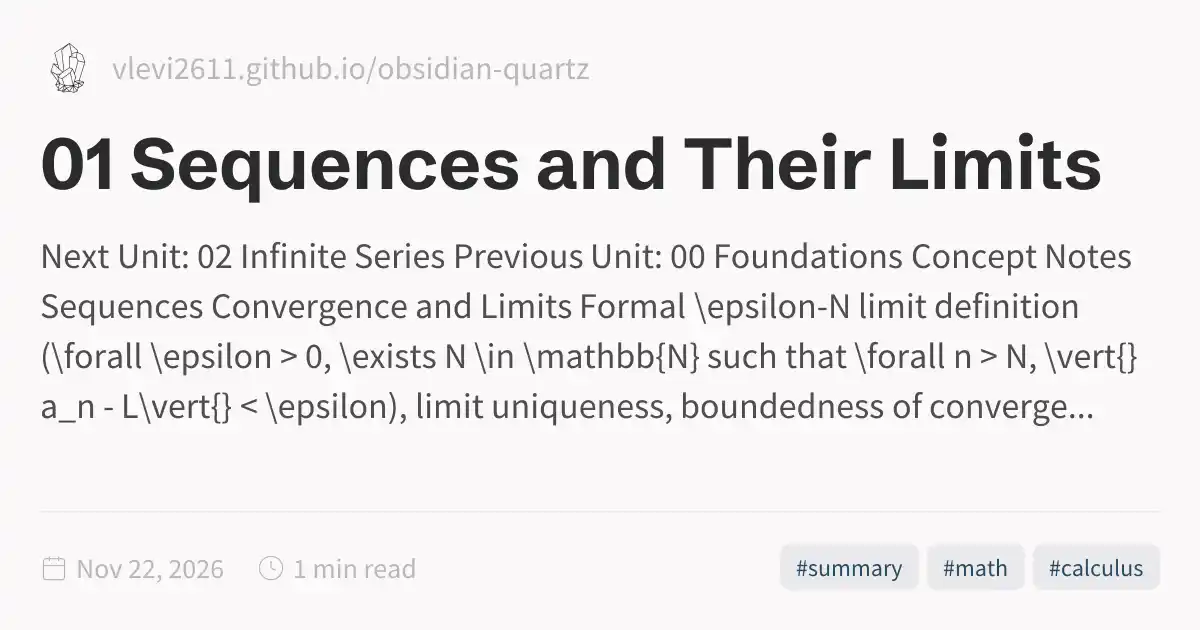 vlevi2611.github.io/obsidian-quartz
01 Sequences and Their Limits
Next Unit: 02 Infinite Series Previous Unit: 00 Foundations Concept Notes
Sequences Convergence and Limits Formal \epsilon-N limit definition
(\forall \epsilon > 0, \exists N \in \mathbb{N} such that \forall n > N, \vert{}
a_n - L\vert{} < \epsilon), limit uniqueness, boundedness of converge...
Nov 22, 2026 1 min read #summary #math #calculus